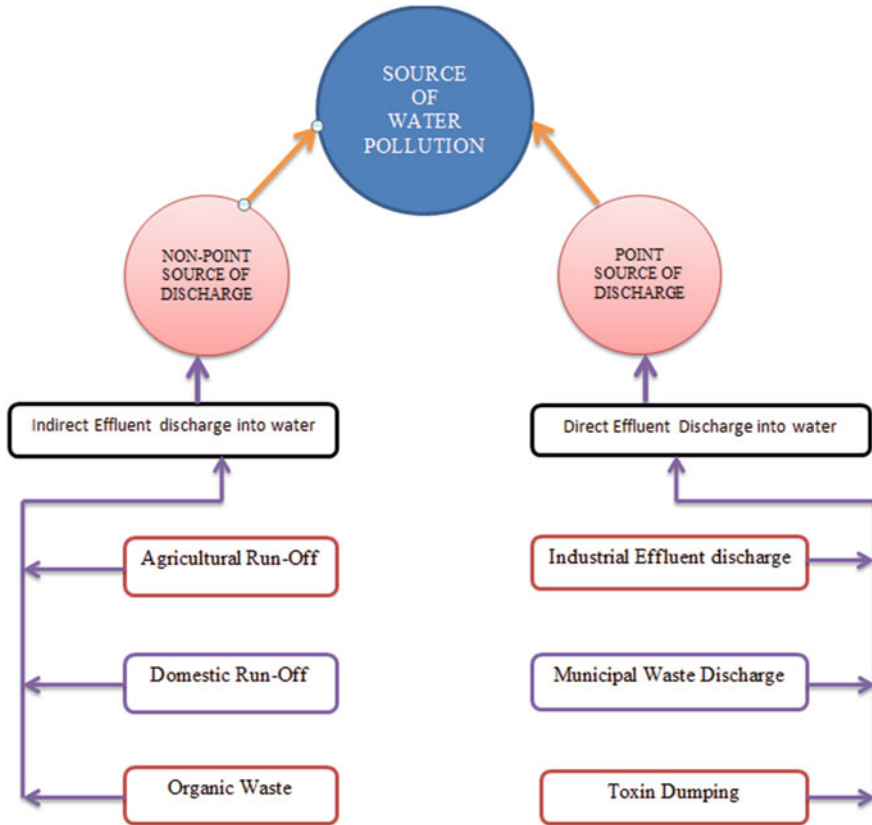 SOURCE
OF
WATER
POLLUTION
NON-POINT
SOURCE OF
DISCHARGE
POINT
SOURCE OF
DISCHARGE
Indirect Effluent discharge into water
Direct Effluent Discharge into water
Agricultural Run-Off
Industrial Effluent discharge
Domestic Run-Off
Municipal Waste Discharge
Organic Waste
Toxin Dumping